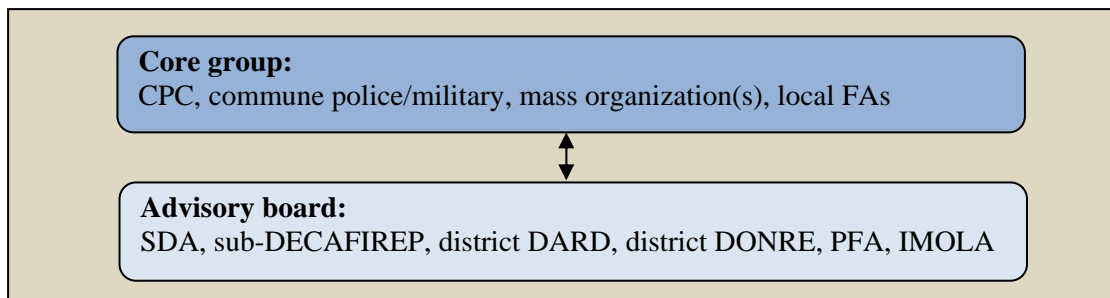 Core group:
CPC, commune police/military, mass organization(s), local FAs
Advisory board:
SDA, sub-DECAFIREP, district DARD, district DONRE, PFA, IMOLA